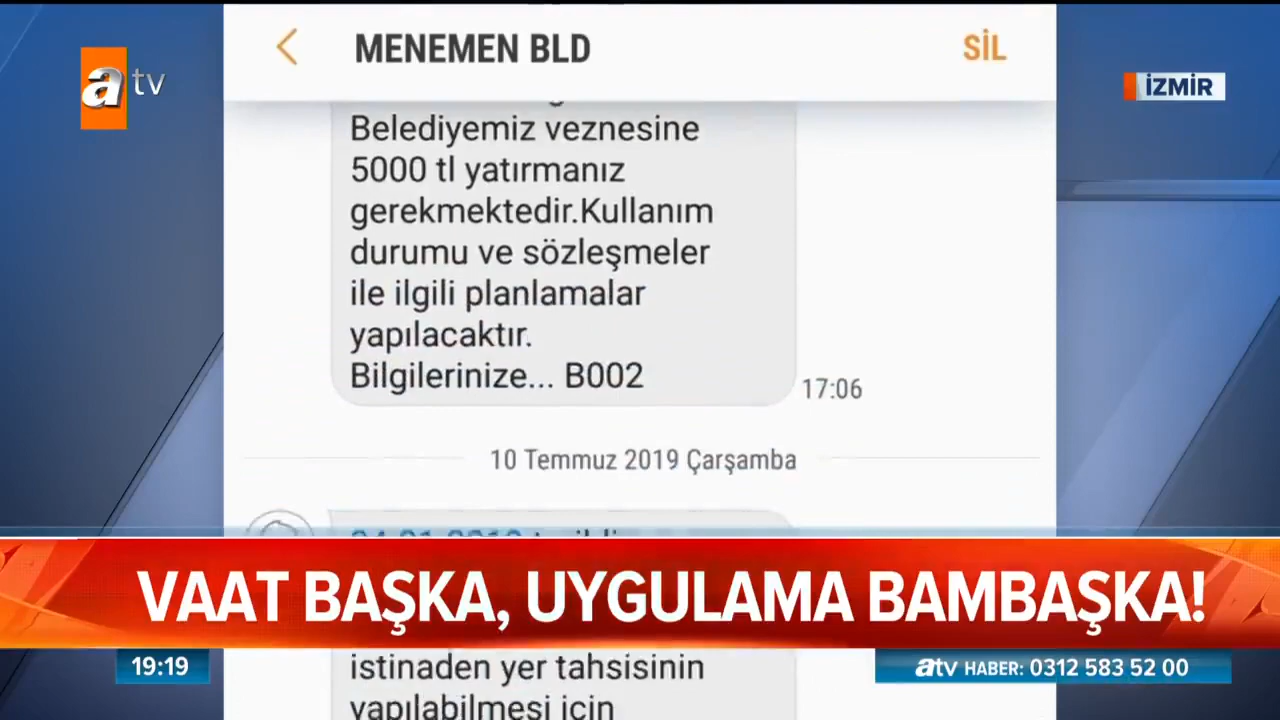 atv
MENEMEN BLD
SİL
İZMİR
Belediyemiz veznesine
5000 tl yatırmanız
gerekmektedir.Kullanım
durumu ve sözleşmeler
ile ilgili planlamalar
yapılacaktır.
Bilgilerinize... B002
17:06
10 Temmuz 2019 Çarşamba
VAAT BAŞKA, UYGULAMA BAMBAŞKA!
istinaden yer tahsisinin
yapılabilmesi için
19:19
atv HABER: 0312 583 52 00